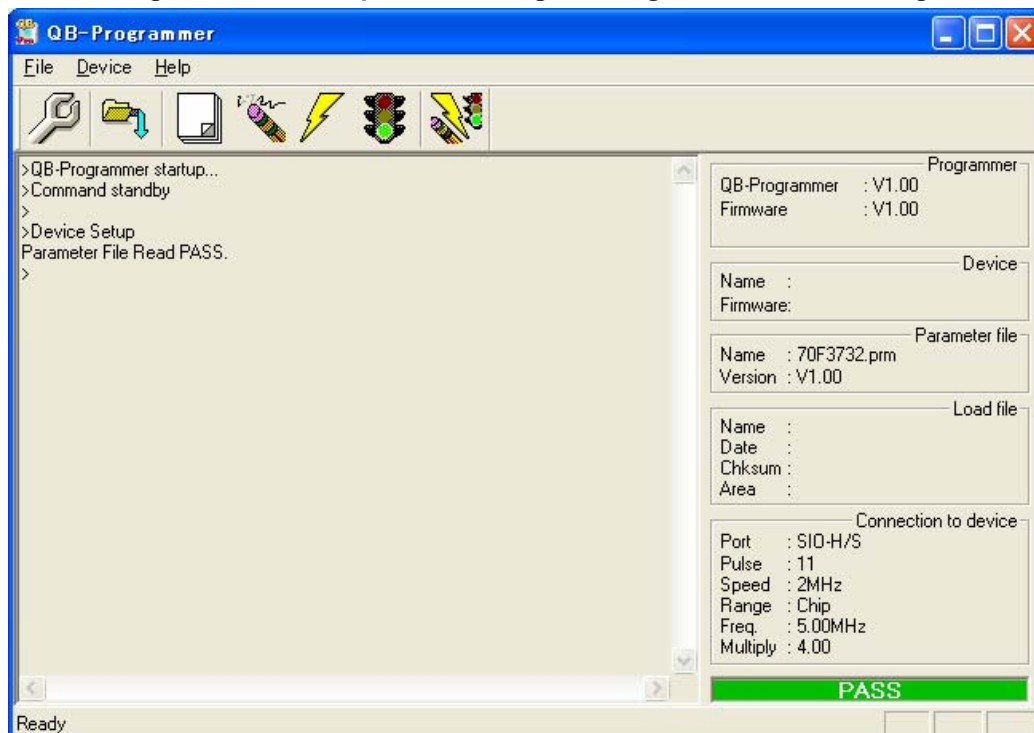 QB-Programmer
File Device Help
>QB-Programmer startup...
>Command standby
>
>Device Setup
Parameter File Read PASS.
>
Programmer
QB-Programmer : V1.00
Firmware : V1.00
Device
Name :
Firmware:
Parameter file
Name : 70F3732.prm
Version : V1.00
Load file
Name :
Date :
Chksum :
Area :
Connection to device
Port : SIO-H/S
Pulse : 11
Speed : 2MHz
Range : Chip
Freq. : 5.00MHz
Multiply : 4.00
PASS
Ready